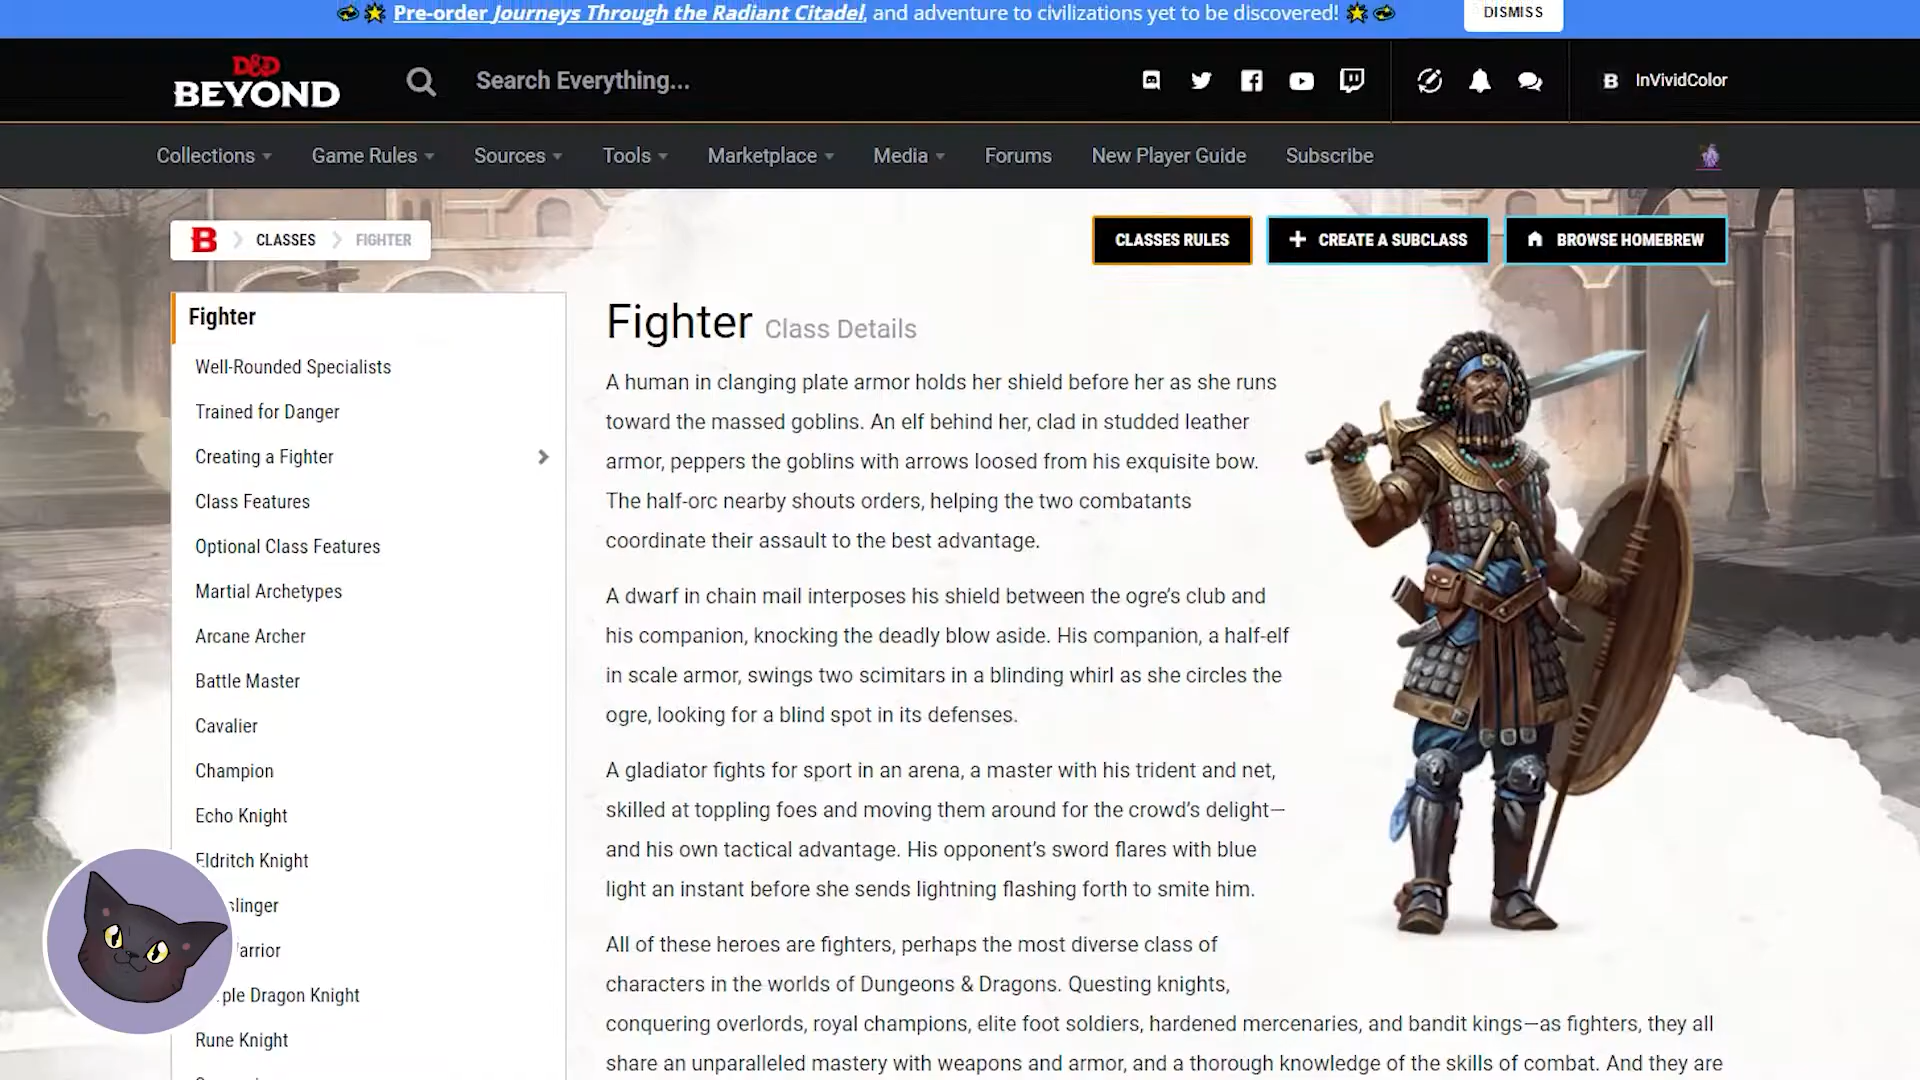 Pre-order Journeys Through the Radiant Citadel, and adventure to civilizations yet to be discovered!
DISMISS
D&D
BEYOND
Search Everything...
B InVividColor
Collections
Game Rules
Sources
Tools
Marketplace
Media
Forums
New Player Guide
Subscribe
B CLASSES FIGHTER
CLASSES RULES
CREATE A SUBCLASS
BROWSE HOMEBREW
Fighter
Well-Rounded Specialists
Trained for Danger
Creating a Fighter
Class Features
Optional Class Features
Martial Archetypes
Arcane Archer
Battle Master
Cavalier
Champion
Echo Knight
Eldritch Knight
slinger
arrior
ple Dragon Knight
Rune Knight
Fighter Class Details
A human in clanging plate armor holds her shield before her as she runs
toward the massed goblins. An elf behind her, clad in studded leather
armor, peppers the goblins with arrows loosed from his exquisite bow.
The half-orc nearby shouts orders, helping the two combatants
coordinate their assault to the best advantage.
A dwarf in chain mail interposes his shield between the ogre’s club and
his companion, knocking the deadly blow aside. His companion, a half-elf
in scale armor, swings two scimitars in a blinding whirl as she circles the
ogre, looking for a blind spot in its defenses.
A gladiator fights for sport in an arena, a master with his trident and net,
skilled at toppling foes and moving them around for the crowd’s delight—
and his own tactical advantage. His opponent’s sword flares with blue
light an instant before she sends lightning flashing forth to smite him.
All of these heroes are fighters, perhaps the most diverse class of
characters in the worlds of Dungeons & Dragons. Questing knights,
conquering overlords, royal champions, elite foot soldiers, hardened mercenaries, and bandit kings—as fighters, they all
share an unparalleled mastery with weapons and armor, and a thorough knowledge of the skills of combat. And they are